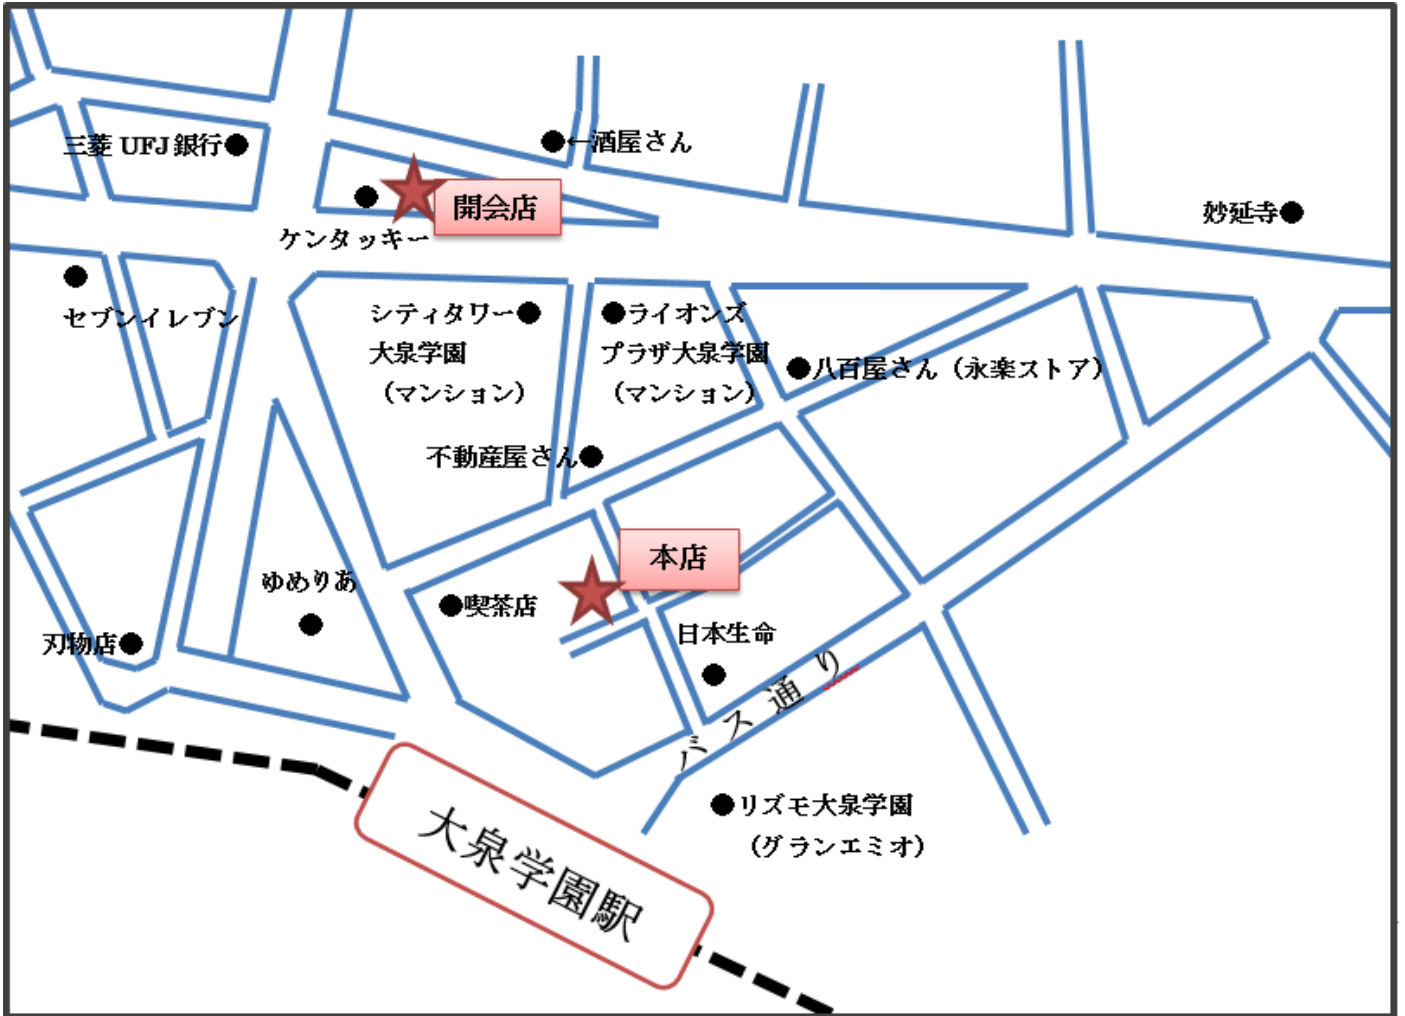 三菱UFJ銀行
←酒屋さん
開会店
妙延寺
ケンタッキー
セブンイレブン
シティタワー
大泉学園
（マンション）
ライオンズ
プラザ大泉学園
（マンション）
八百屋さん（永楽ストア）
不動産屋さん
本店
ゆめりあ
喫茶店
日本生命
刃物店
バス通り
リズモ大泉学園
（グランエミオ）
大泉学園駅